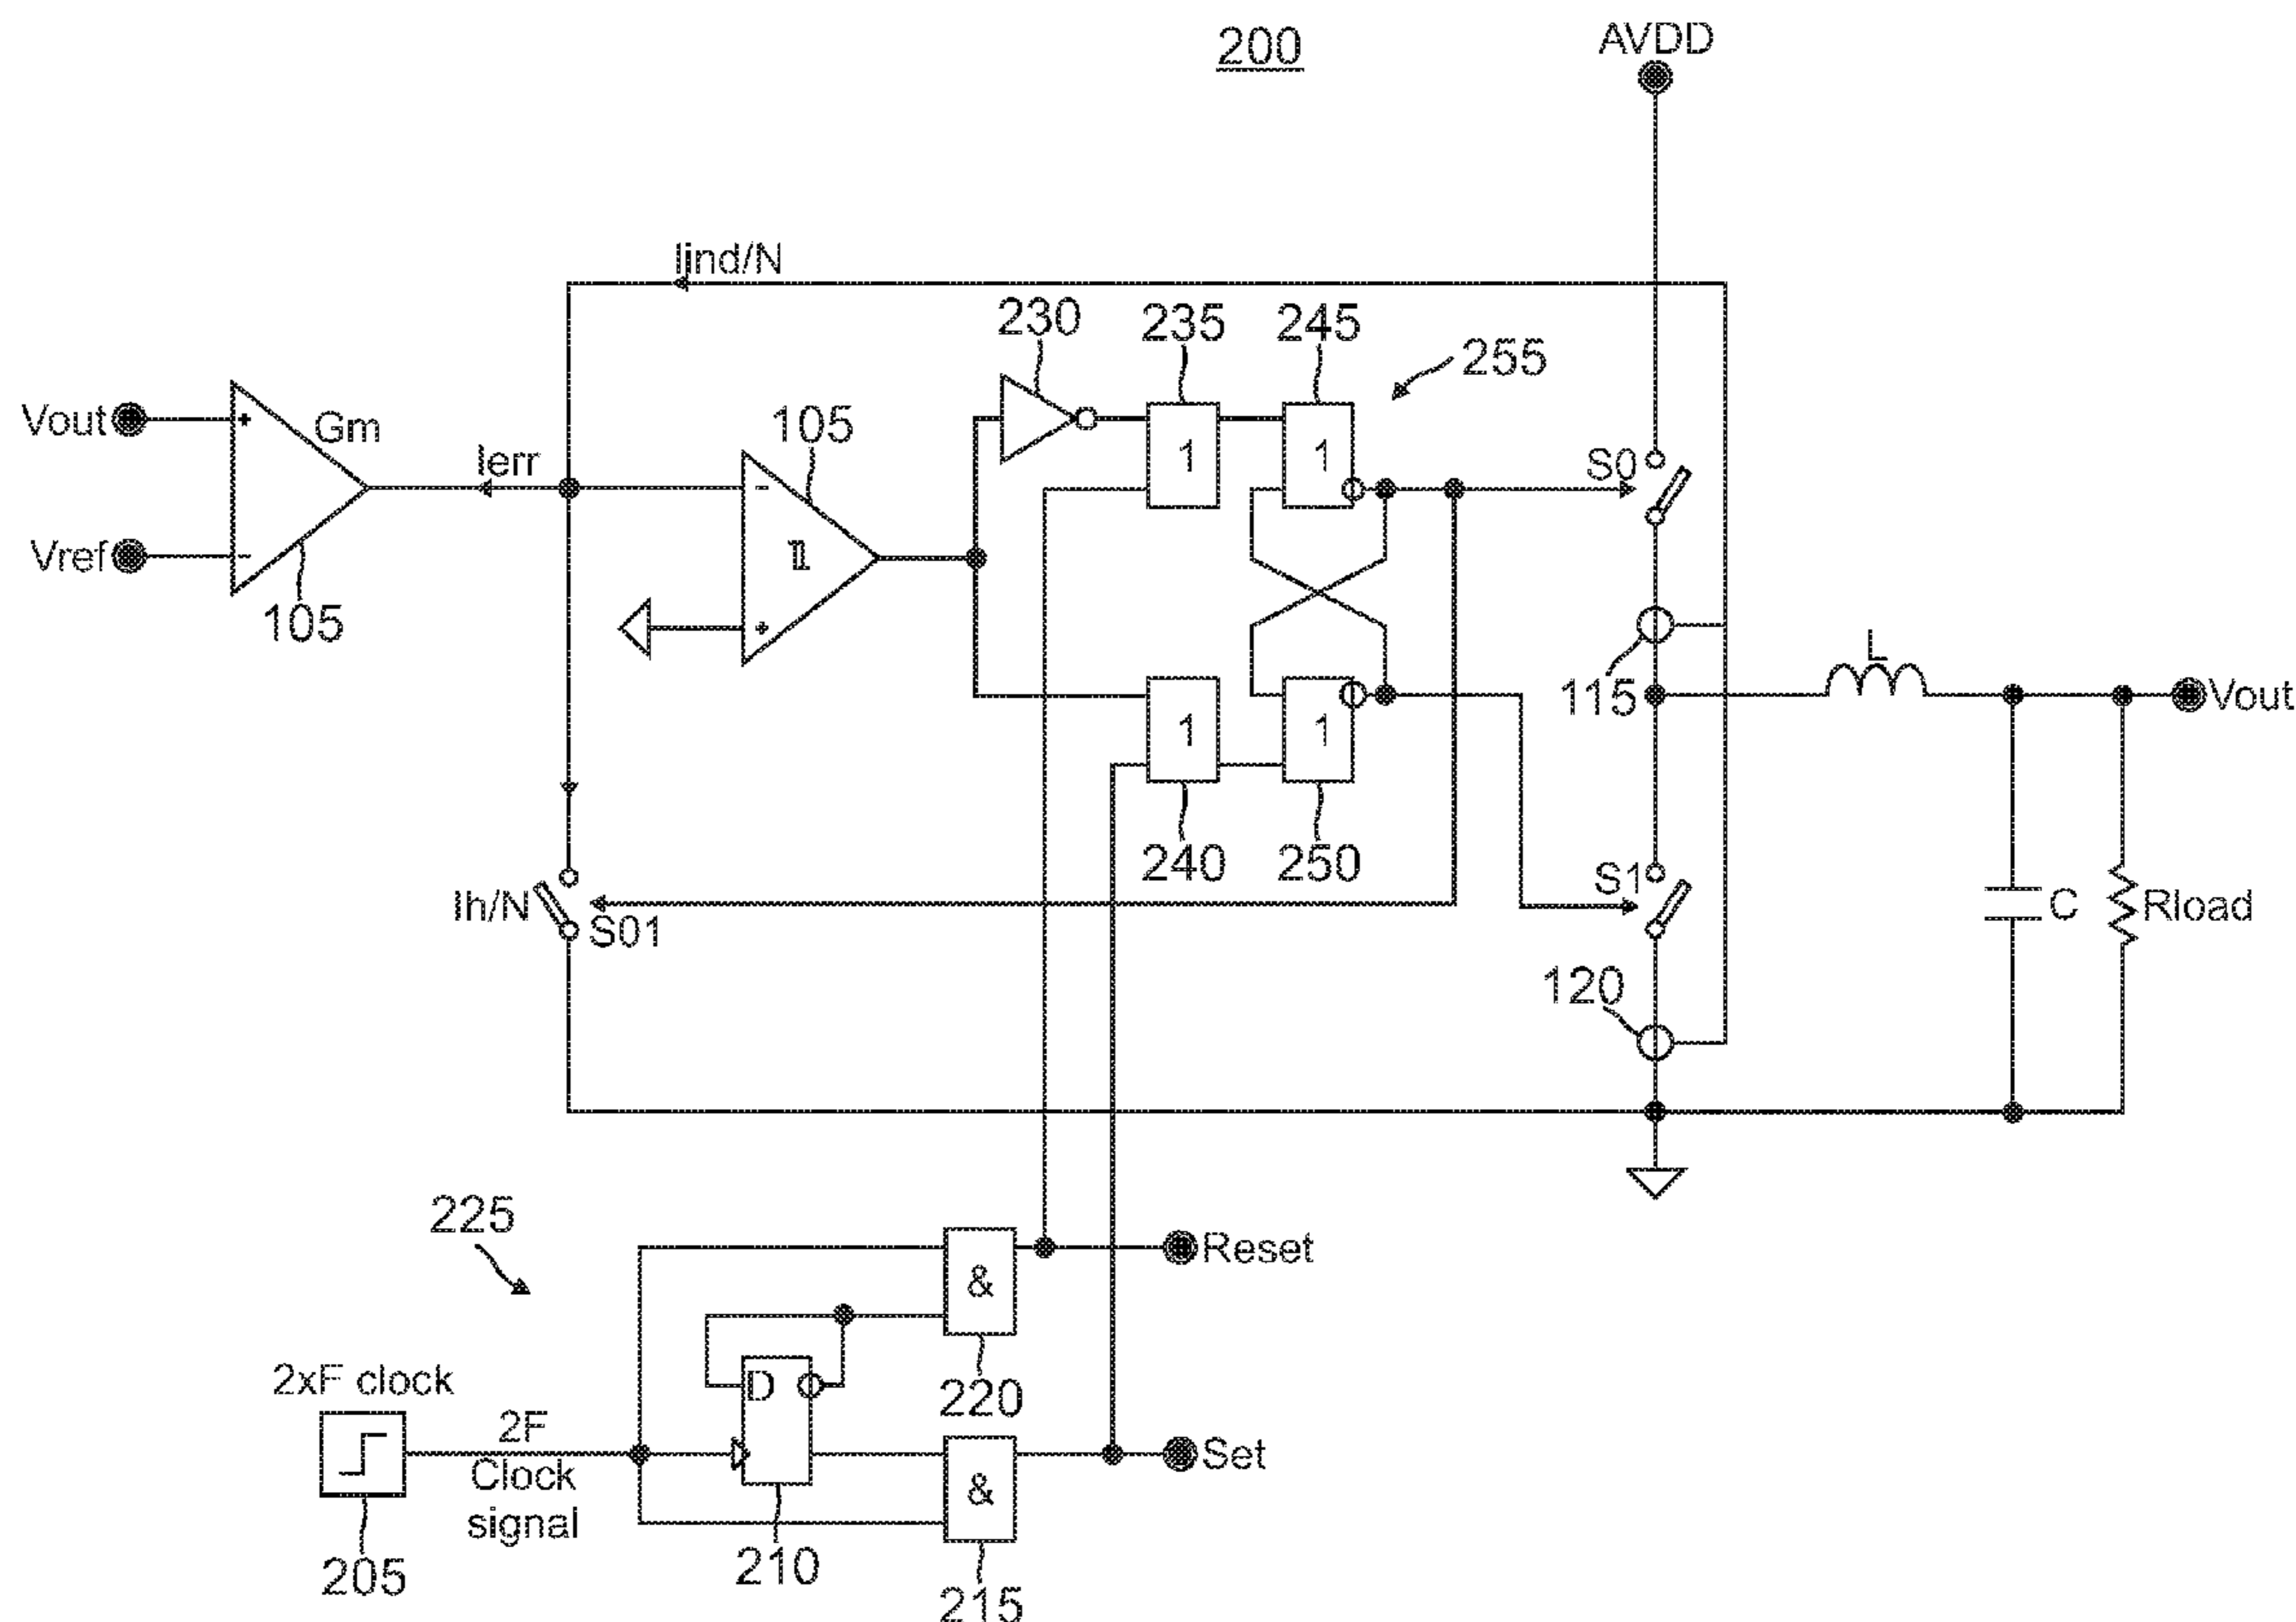 200
AVDD
Iind/N
230
235
245
255
Vout
+
Gm
Ierr
105
-
1
1
S0
Vref
-
105
+
115
L
Vout
1
1
240
250
S1
C
Rload
Ih/N
S01
120
225
Reset
&
2xF clock
D
220
2F
Clock
signal
Set
&
205
210
215